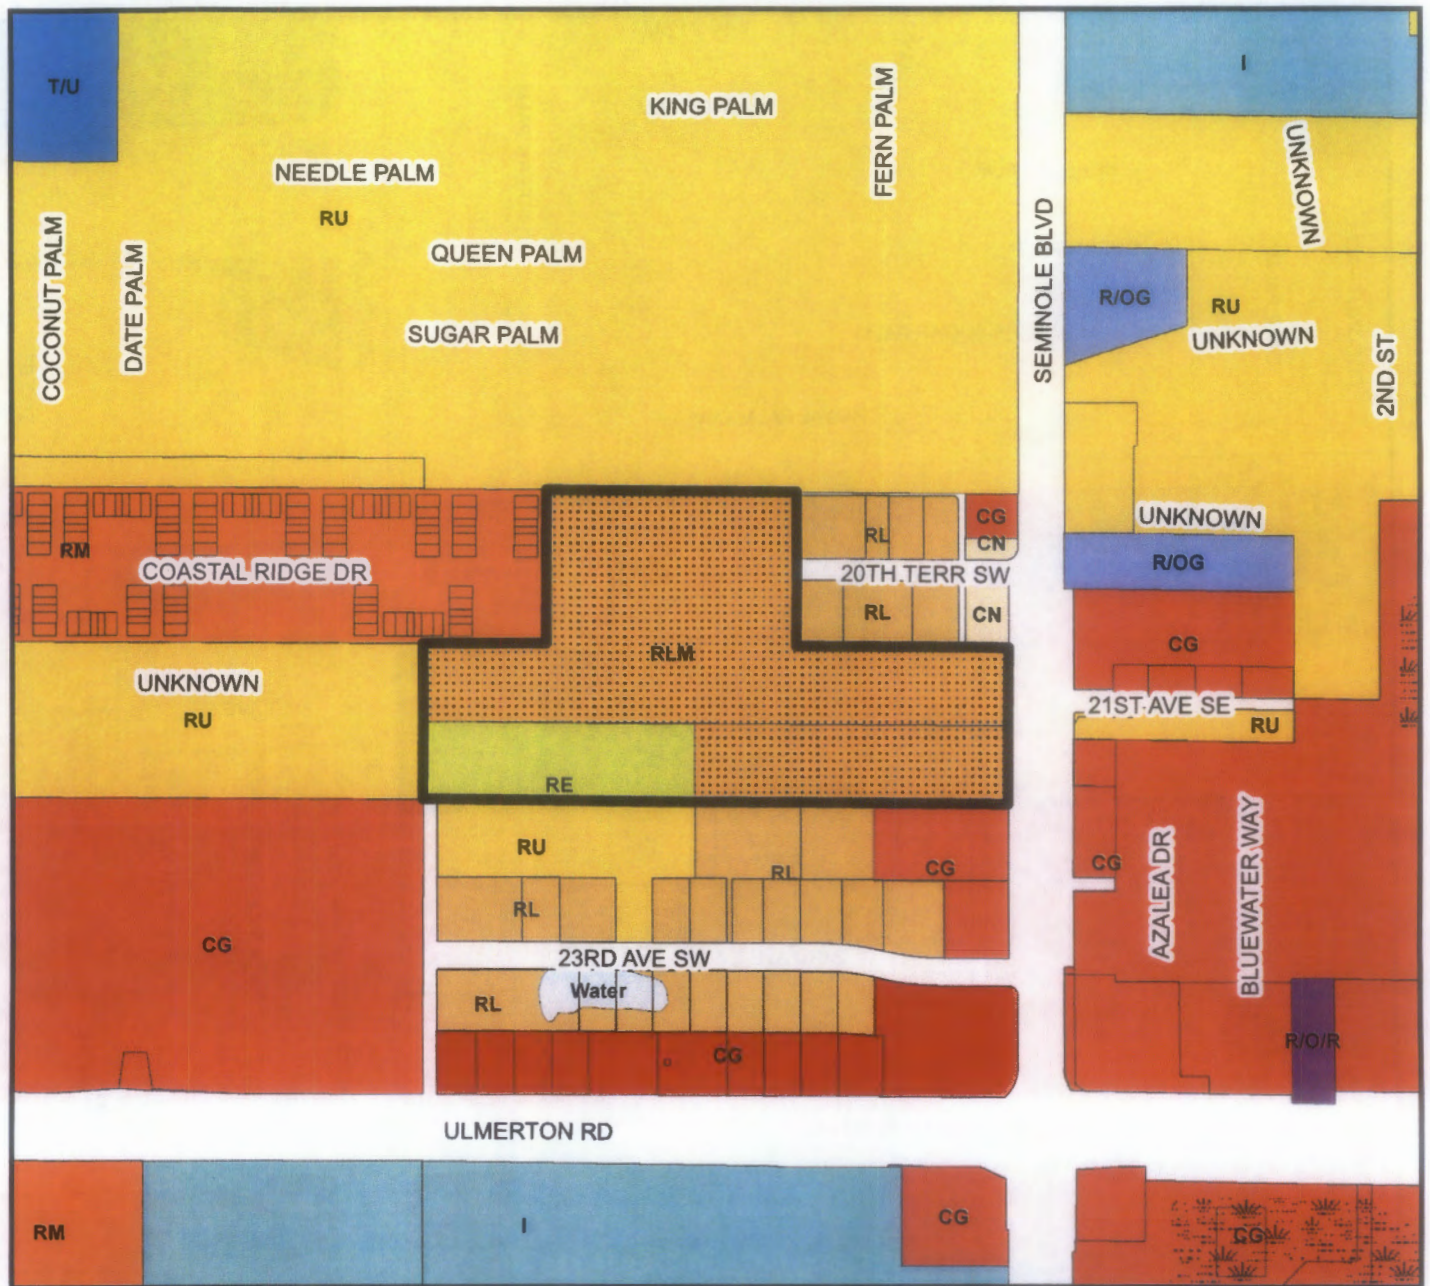 T/U
I
KING PALM
FERN PALM
NEEDLE PALM
RU
UNKNOWN
COCONUT PALM
DATE PALM
QUEEN PALM
SUGAR PALM
SEMINOLE BLVD
R/OG
RU
UNKNOWN
2ND ST
RM
COASTAL RIDGE DR
RL
CG
CN
20TH TERR SW
RL
CN
UNKNOWN
R/OG
CG
RLM
UNKNOWN
RU
21ST AVE SE
RU
RE
RU
RL
CG
CG
AZALEA DR
BLUEWATER WAY
RL
CG
23RD AVE SW
RL
Water
CG
R/O/R
ULMERTON RD
RM
I
CG
CG